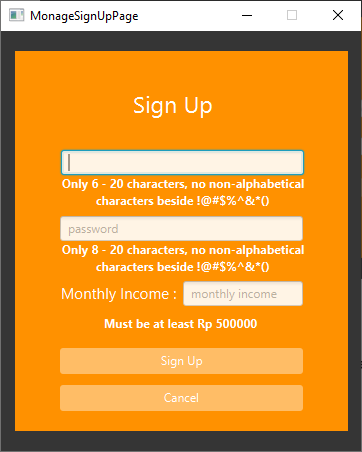 MonageSignUpPage
Sign Up
Only 6 - 20 characters, no non-alphabetical
characters beside !@#$%^&*()
password
Only 8 - 20 characters, no non-alphabetical
characters beside !@#$%^&*()
Monthly Income : monthly income
Must be at least Rp 500000
Sign Up
Cancel